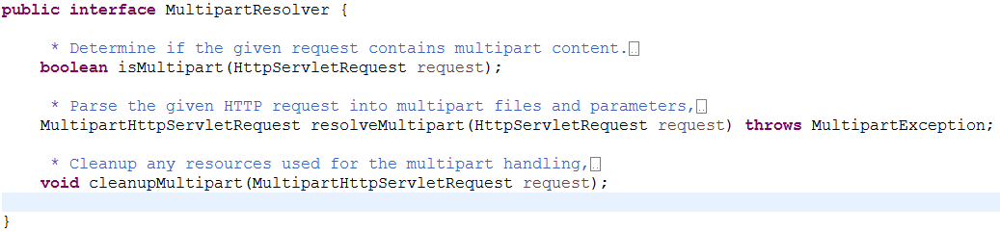 public interface MultipartResolver {
* Determine if the given request contains multipart content.
boolean isMultipart(HttpServletRequest request);
* Parse the given HTTP request into multipart files and parameters,
MultipartHttpServletRequest resolveMultipart(HttpServletRequest request) throws MultipartException;
* Cleanup any resources used for the multipart handling,
void cleanupMultipart(MultipartHttpServletRequest request);
}